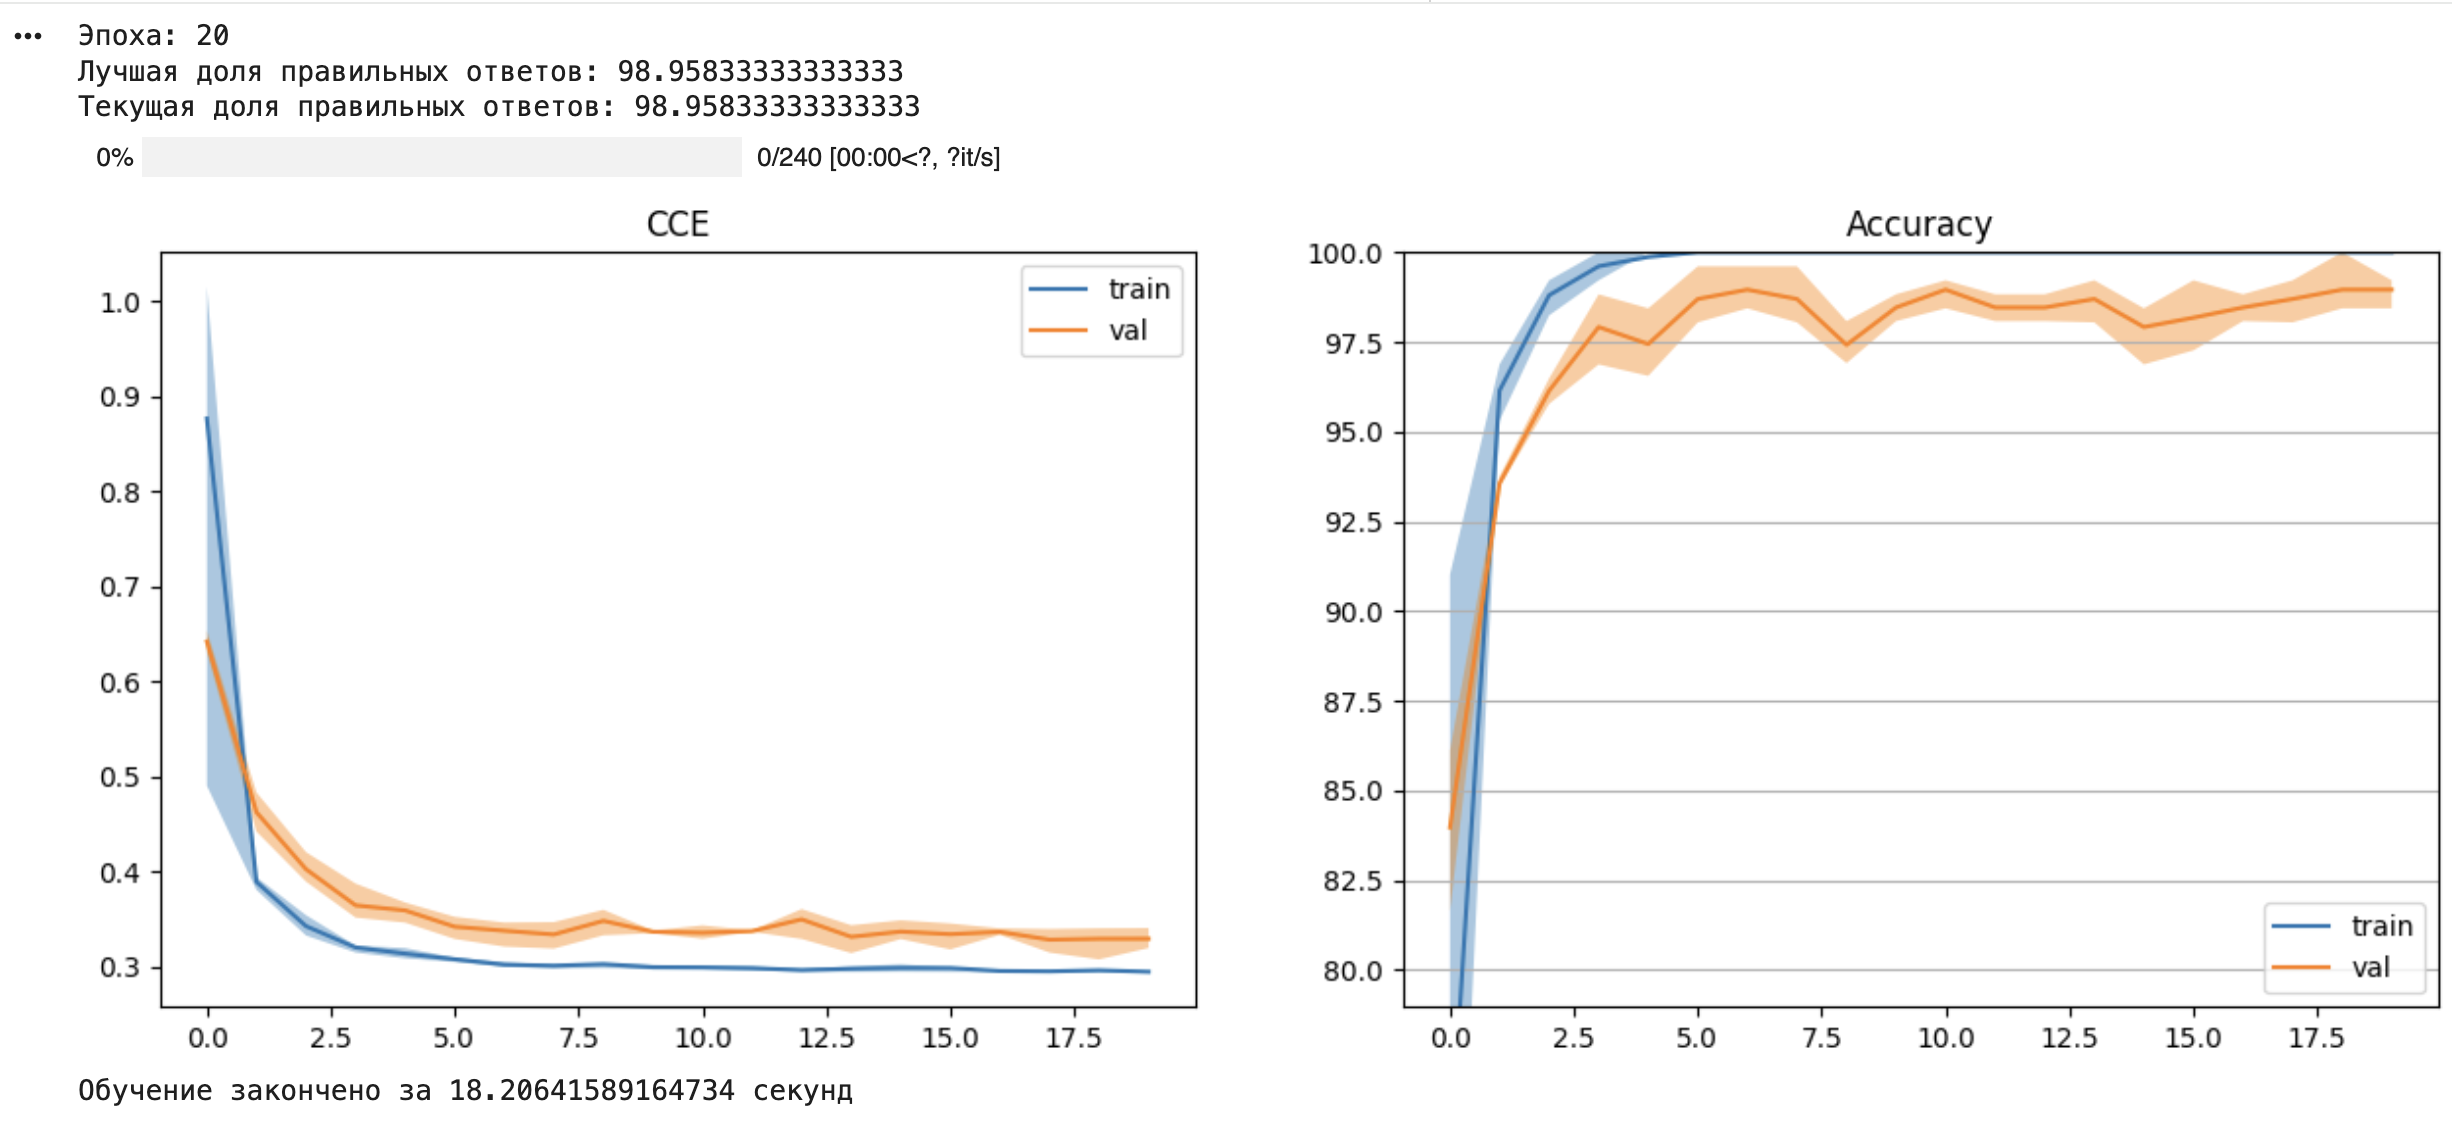 Эпоха: 20
Лучшая доля правильных ответов: 98.95833333333333
Текущая доля правильных ответов: 98.95833333333333
0% 0/240 [00:00<?, ?it/s]
CCE
1.0
0.9
0.8
0.7
0.6
0.5
0.4
0.3
0.0 2.5 5.0 7.5 10.0 12.5 15.0 17.5
train
val
Accuracy
100.0
97.5
95.0
92.5
90.0
87.5
85.0
82.5
80.0
0.0 2.5 5.0 7.5 10.0 12.5 15.0 17.5
train
val
Обучение закончено за 18.20641589164734 секунд